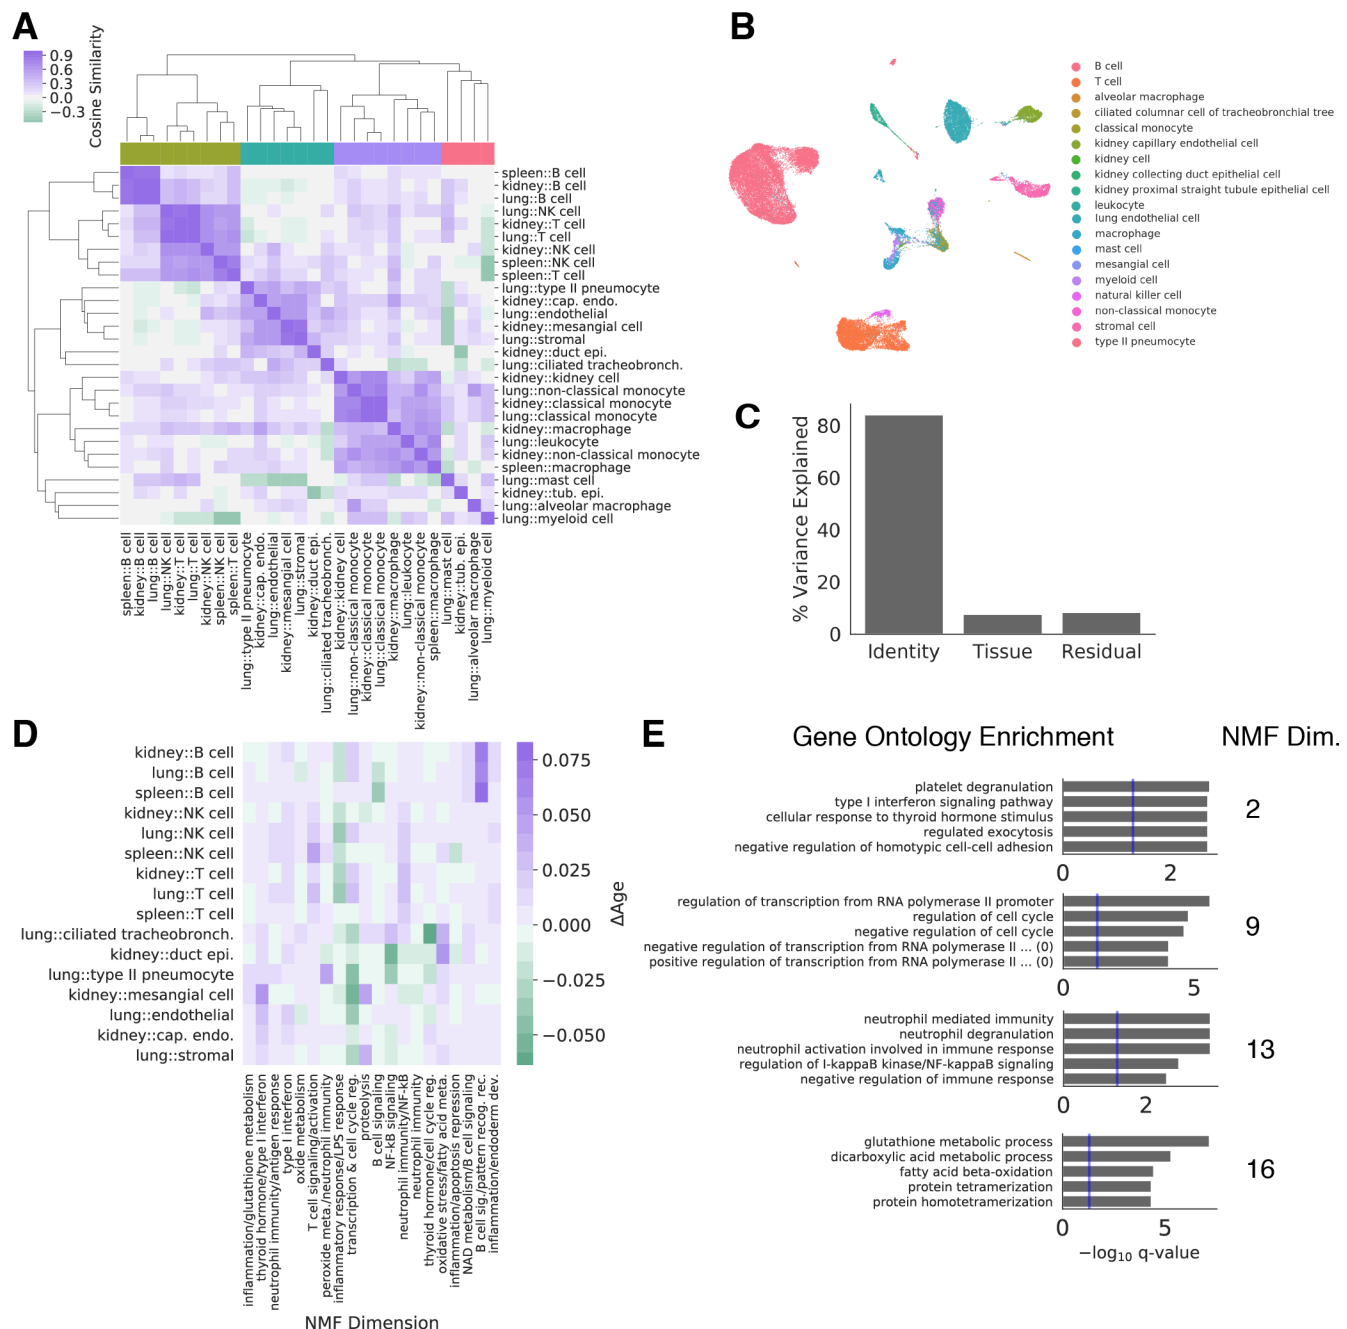 A
Cosine Similarity
0.9
0.6
0.3
0.0
−0.3
spleen::B cell
kidney::B cell
lung::B cell
lung::NK cell
kidney::T cell
lung::T cell
kidney::NK cell
spleen::NK cell
spleen::T cell
lung::type II pneumocyte
kidney::cap. endo.
lung::endothelial
kidney::mesangial cell
lung::stromal
kidney::duct epi.
lung::ciliated tracheobronch.
kidney::kidney cell
lung::non-classical monocyte
kidney::classical monocyte
lung::classical monocyte
kidney::macrophage
lung::leukocyte
kidney::non-classical monocyte
spleen::macrophage
lung::mast cell
kidney::tub. epi.
lung::alveolar macrophage
lung::myeloid cell
spleen::B cell
kidney::B cell
lung::B cell
lung::NK cell
kidney::T cell
lung::T cell
kidney::NK cell
spleen::NK cell
spleen::T cell
lung::type II pneumocyte
kidney::cap. endo.
lung::endothelial
kidney::mesangial cell
lung::stromal
kidney::duct epi.
lung::ciliated tracheobronch.
kidney::kidney cell
lung::non-classical monocyte
kidney::classical monocyte
lung::classical monocyte
kidney::macrophage
lung::leukocyte
kidney::non-classical monocyte
spleen::macrophage
lung::mast cell
kidney::tub. epi.
lung::alveolar macrophage
lung::myeloid cell
B
B cell
T cell
alveolar macrophage
ciliated columnar cell of tracheobronchial tree
classical monocyte
kidney capillary endothelial cell
kidney cell
kidney collecting duct epithelial cell
kidney proximal straight tubule epithelial cell
leukocyte
lung endothelial cell
macrophage
mast cell
mesangial cell
myeloid cell
natural killer cell
non-classical monocyte
stromal cell
type II pneumocyte
C
% Variance Explained
80
60
40
20
0
Identity
Tissue
Residual
D
kidney::B cell
lung::B cell
spleen::B cell
kidney::NK cell
lung::NK cell
spleen::NK cell
kidney::T cell
lung::T cell
spleen::T cell
lung::ciliated tracheobronch.
kidney::duct epi.
lung::type II pneumocyte
kidney::mesangial cell
lung::endothelial
kidney::cap. endo.
lung::stromal
0.075
0.050
0.025
0.000
−0.025
−0.050
ΔAge
inflammation/glutathione metabolism
thyroid hormone/type I interferon
neutrophil immunity/antigen response
type I interferon
oxide metabolism
T cell signaling/activation
peroxide meta./neutrophil immunity
inflammatory response/LPS response
transcription & cell cycle reg.
proteolysis
B cell signaling
NF-kB signaling
neutrophil immunity/NF-kB
neutrophil immunity
thyroid hormone/cell cycle reg.
oxidative stress/fatty acid meta.
inflammation/apoptosis repression
NAD metabolism/B cell signaling
B cell sig./pattern recog. rec.
inflammation/endoderm dev.
NMF Dimension
E
Gene Ontology Enrichment
NMF Dim.
platelet degranulation
type I interferon signaling pathway
cellular response to thyroid hormone stimulus
regulated exocytosis
negative regulation of homotypic cell-cell adhesion
0
2
2
regulation of transcription from RNA polymerase II promoter
regulation of cell cycle
negative regulation of cell cycle
negative regulation of transcription from RNA polymerase II ... (0)
positive regulation of transcription from RNA polymerase II ... (0)
0
5
9
neutrophil mediated immunity
neutrophil degranulation
neutrophil activation involved in immune response
regulation of I-kappaB kinase/NF-kappaB signaling
negative regulation of immune response
0
2
13
glutathione metabolic process
dicarboxylic acid metabolic process
fatty acid beta-oxidation
protein tetramerization
protein homotetramerization
0
5
16
−log₁₀ q-value